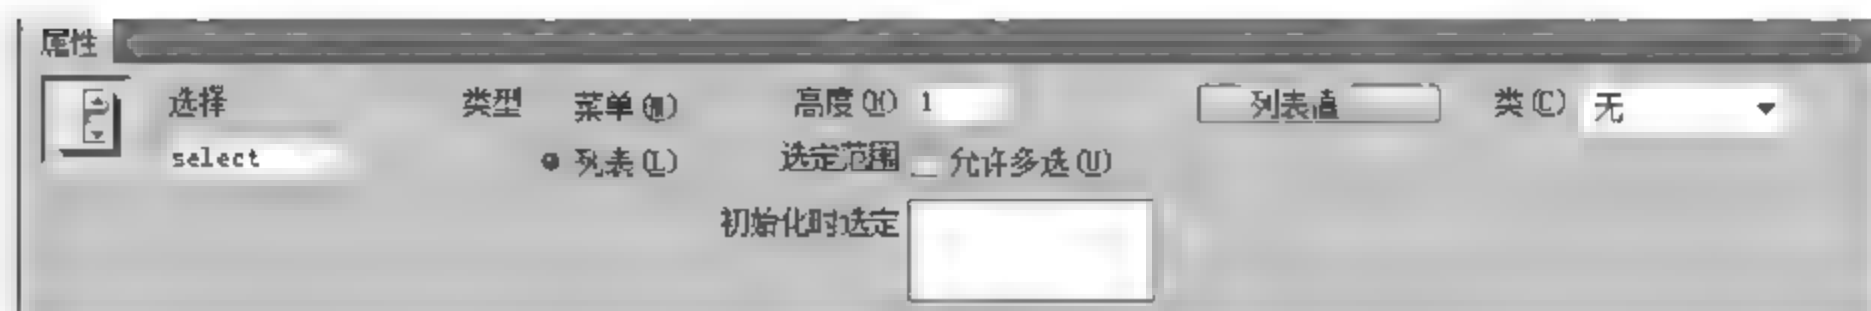 属性
选择 类型 菜单(M) 高度(H) 1 列表值 类(C) 无
select 列表(L) 选定范围 允许多选(U)
初始化时选定